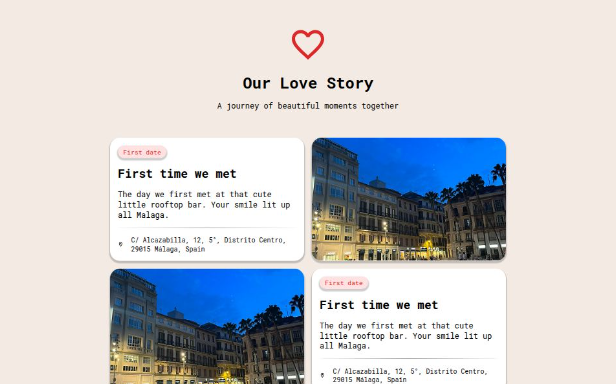 Our Love Story
A journey of beautiful moments together
First date
First time we met
The day we first met at that cute
little rooftop bar. Your smile lit up
all Malaga.
C/ Alcazabilla, 12, 5°, Distrito Centro,
29015 Málaga, Spain
First date
First time we met
The day we first met at that cute
little rooftop bar. Your smile lit up
all Malaga.
C/ Alcazabilla, 12, 5°, Distrito Centro,
29015 Málaga, Spain